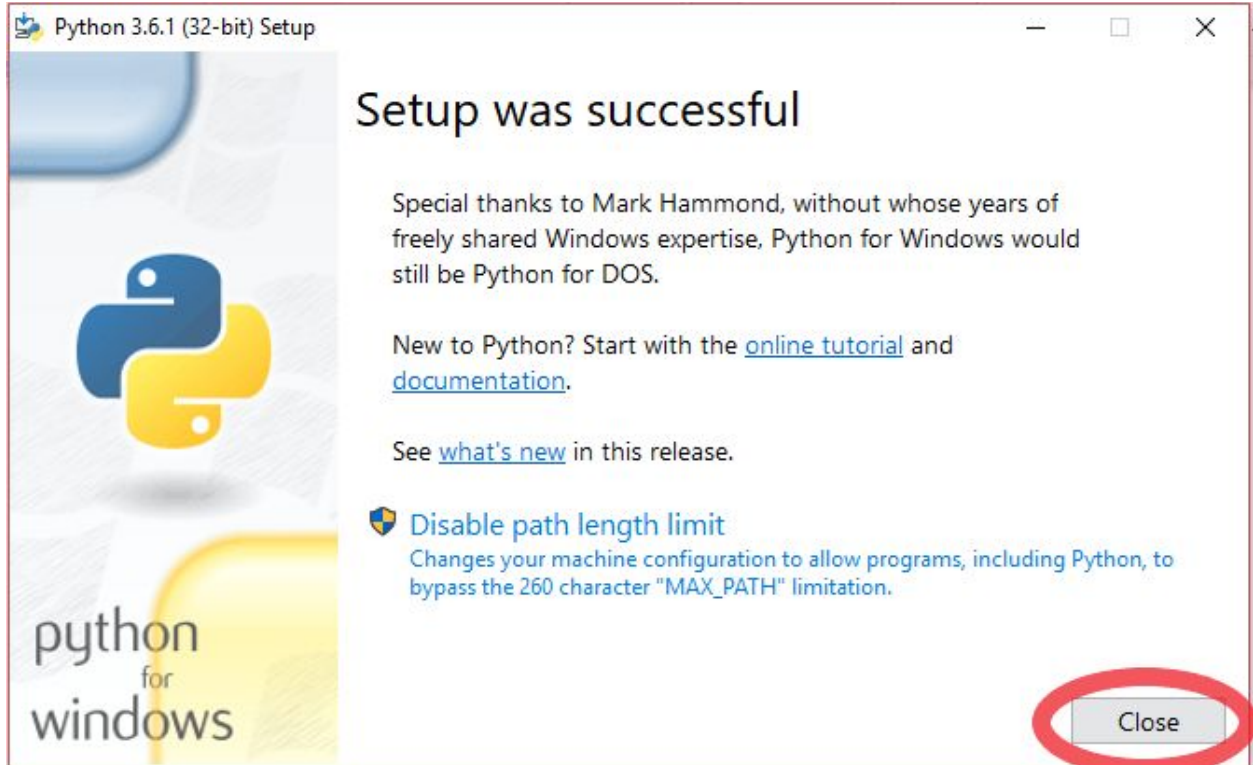 Python 3.6.1 (32-bit) Setup
Setup was successful
Special thanks to Mark Hammond, without whose years of
freely shared Windows expertise, Python for Windows would
still be Python for DOS.
New to Python? Start with the online tutorial and
documentation.
See what's new in this release.
Disable path length limit
Changes your machine configuration to allow programs, including Python, to
bypass the 260 character "MAX_PATH" limitation.
python
for
windows
Close